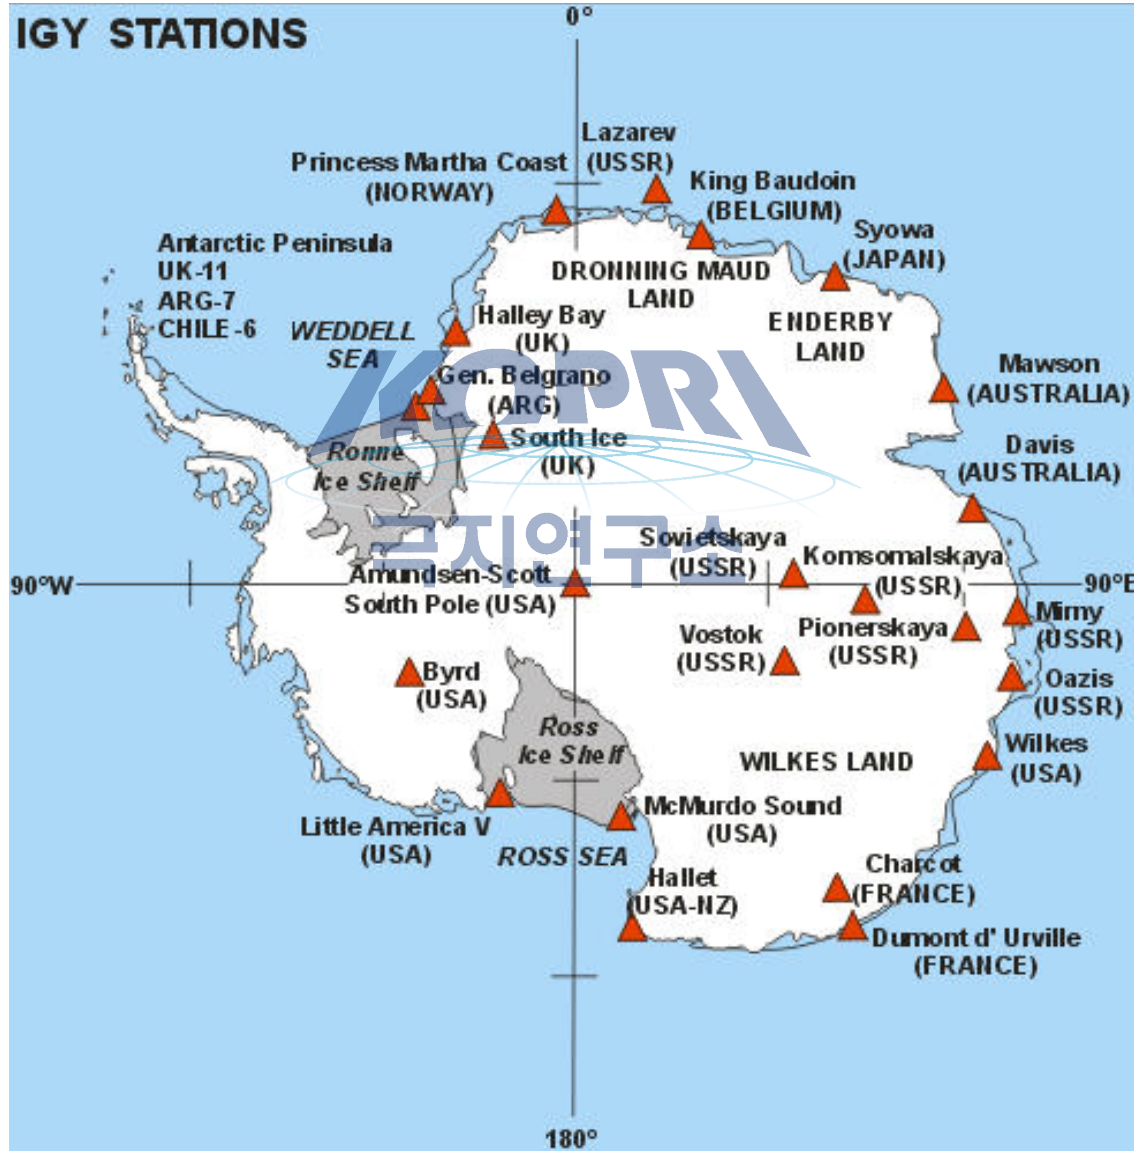 IGY STATIONS
0°
Lazarev
(USSR)
Princess Martha Coast
(NORWAY)
King Baudoin
(BELGIUM)
Syowa
(JAPAN)
Antarctic Peninsula
UK-11
ARG-7
CHILE-6
WEDDELL
SEA
DRONNING MAUD
LAND
ENDERBY
LAND
Halley Bay
(UK)
Mawson
(AUSTRALIA)
KOPRI
Gen. Belgrano
(ARG)
South Ice
(UK)
Davis
(AUSTRALIA)
Ronne
Ice Shelf
극지연구소
Sovietskaya
(USSR)
Komsomalskaya
(USSR)
90°W
90°E
Amundsen-Scott
South Pole (USA)
Mirny
(USSR)
Vostok
(USSR)
Pionerskaya
(USSR)
Byrd
(USA)
Oazis
(USSR)
Ross
Ice Shelf
WILKES LAND
Wilkes
(USA)
Little America V
(USA)
McMurdo Sound
(USA)
ROSS SEA
Hallet
(USA-NZ)
Charcot
(FRANCE)
Dumont d' Urville
(FRANCE)
180°